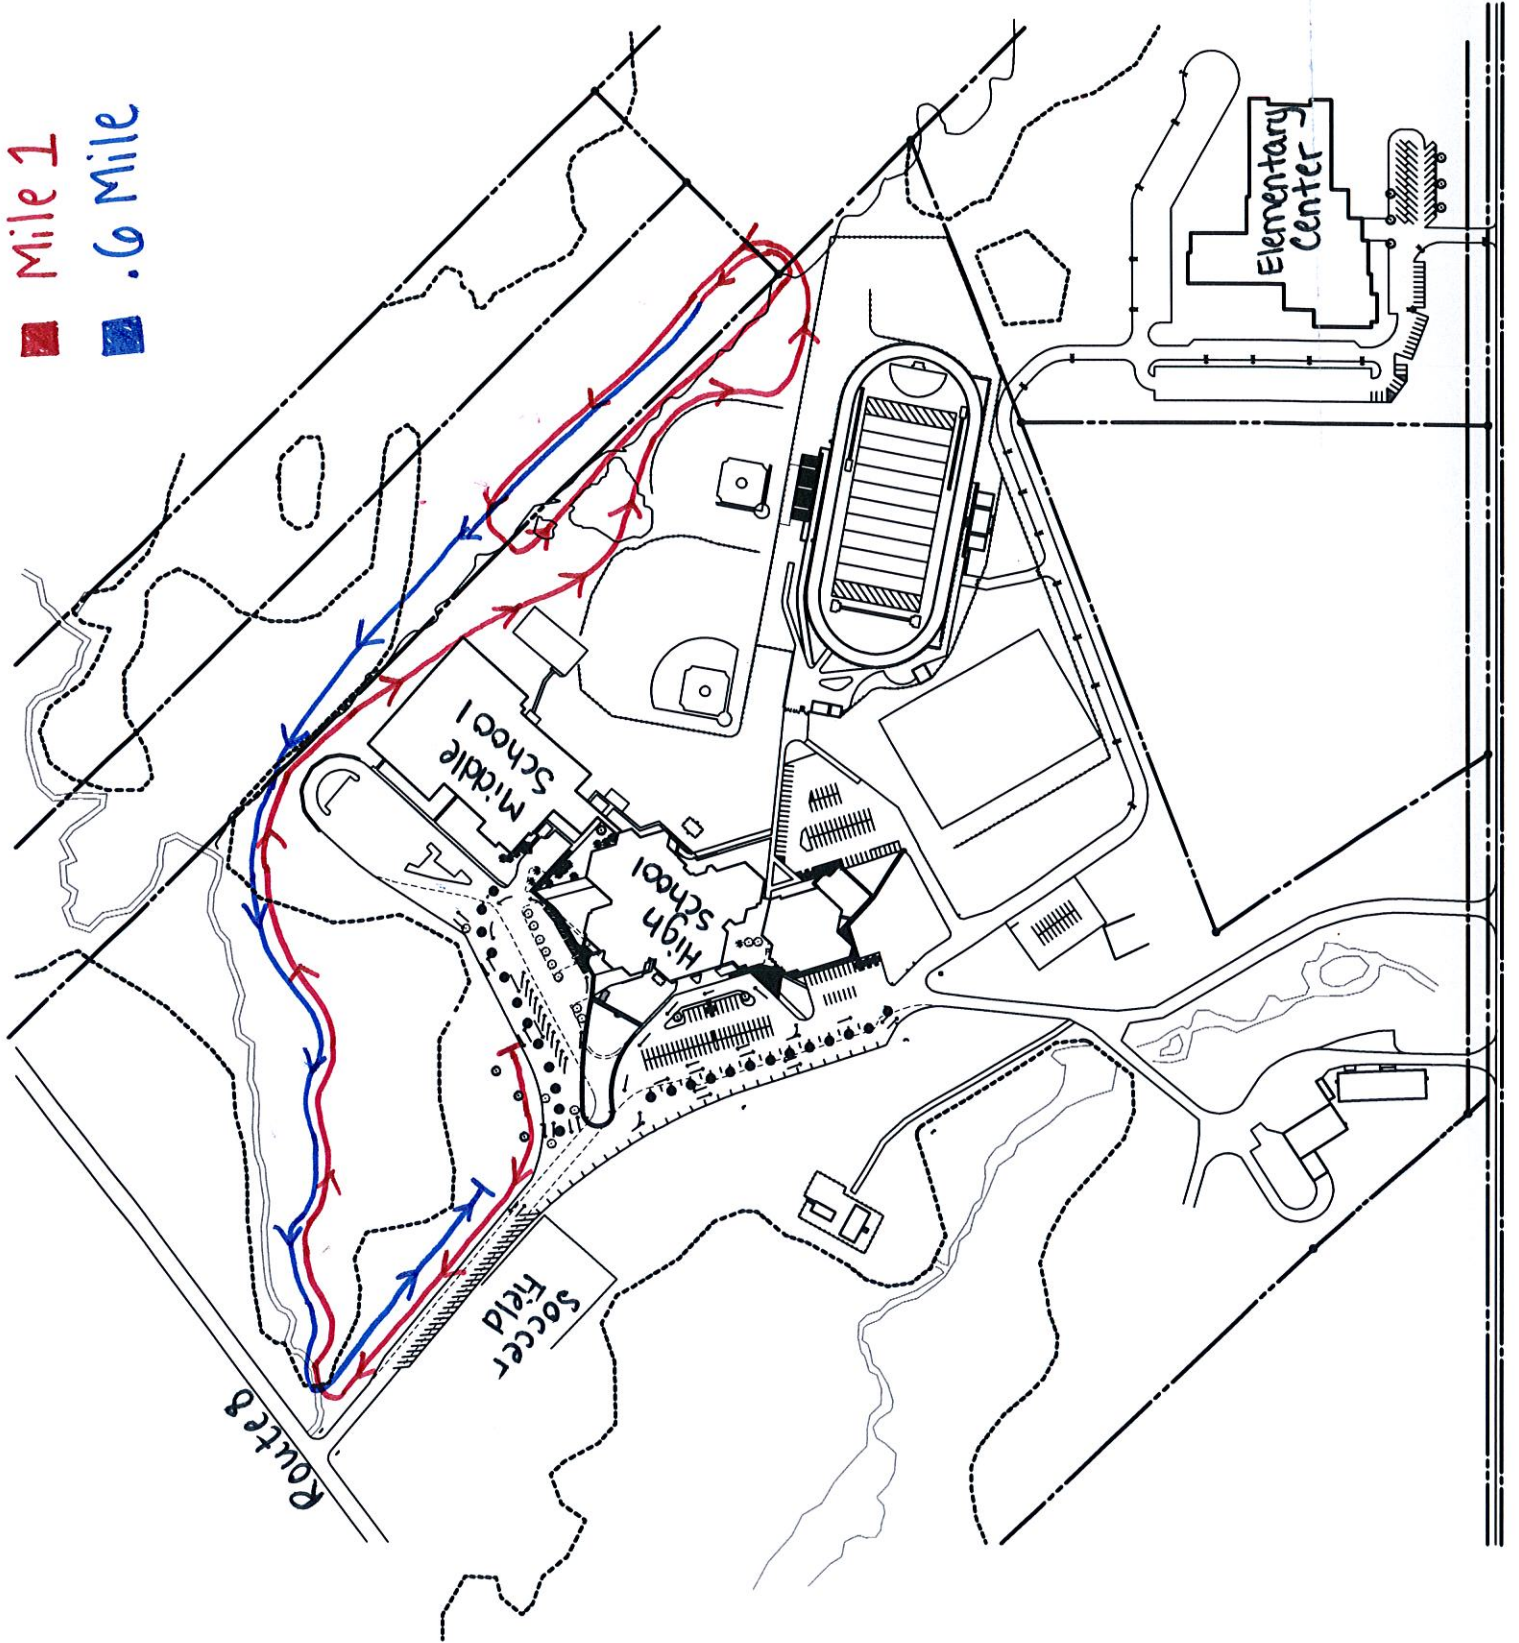 Mile 1
.6 Mile
Elementary
Center
Middle
School
High
School
Soccer
Field
Route 8